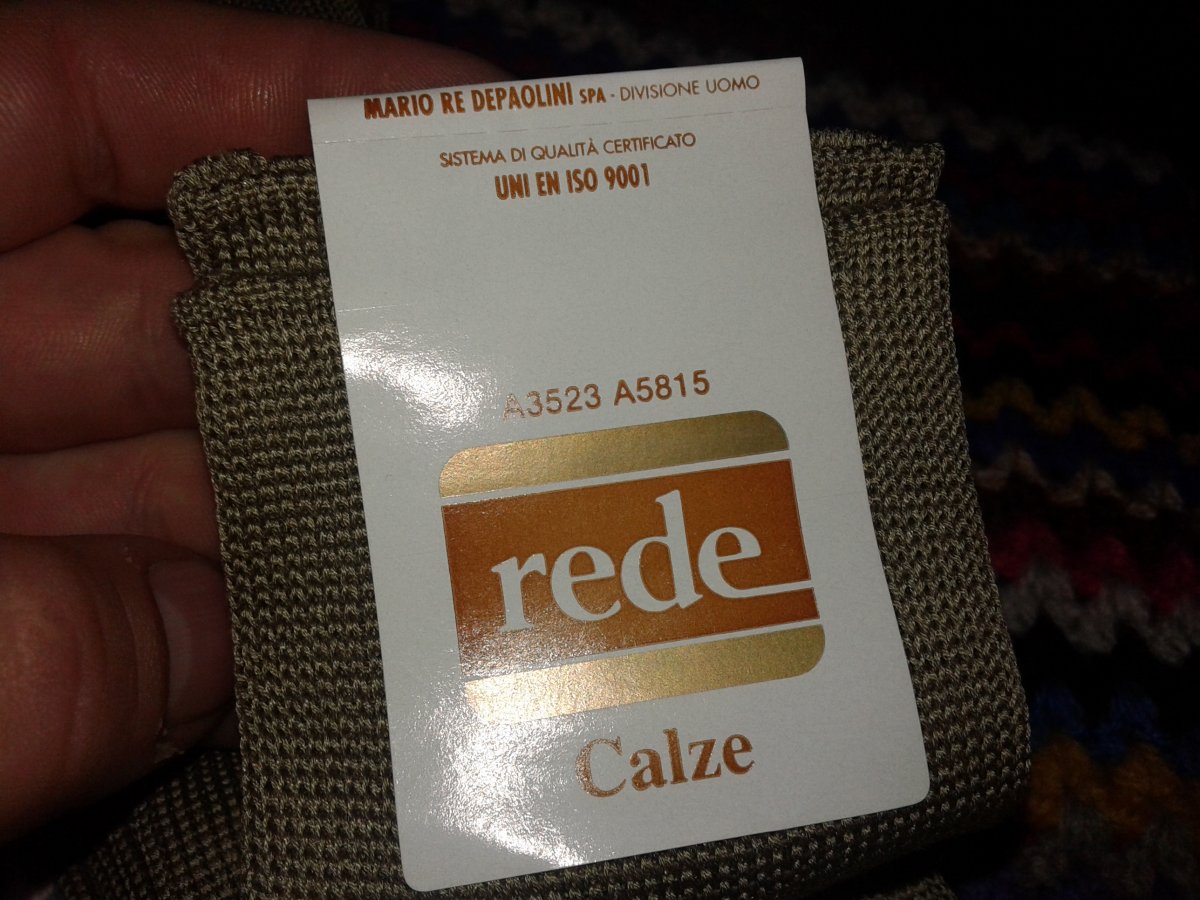 MARIO RE DEPAOLINI SPA - DIVISIONE UOMO
SISTEMA DI QUALITÀ CERTIFICATO
UNI EN ISO 9001
A3523 A5815
rede
Calze